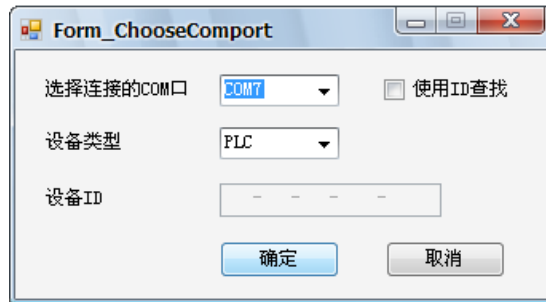 Form_ChooseComport
选择连接的COM口 COM7 使用ID查找
设备类型 PLC
设备ID - - - -
确定 取消